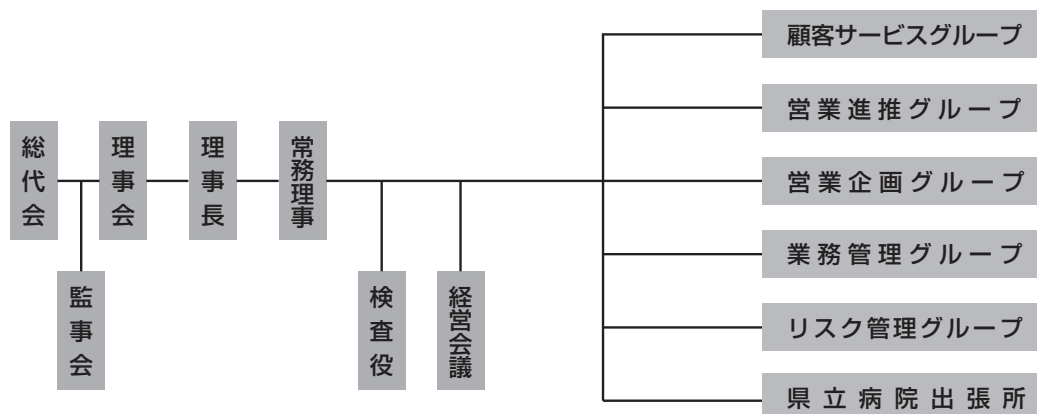 総代会
監事会
理事会
理事長
常務理事
検査役
経営会議
顧客サービスグループ
営業進推グループ
営業企画グループ
業務管理グループ
リスク管理グループ
県立病院出張所